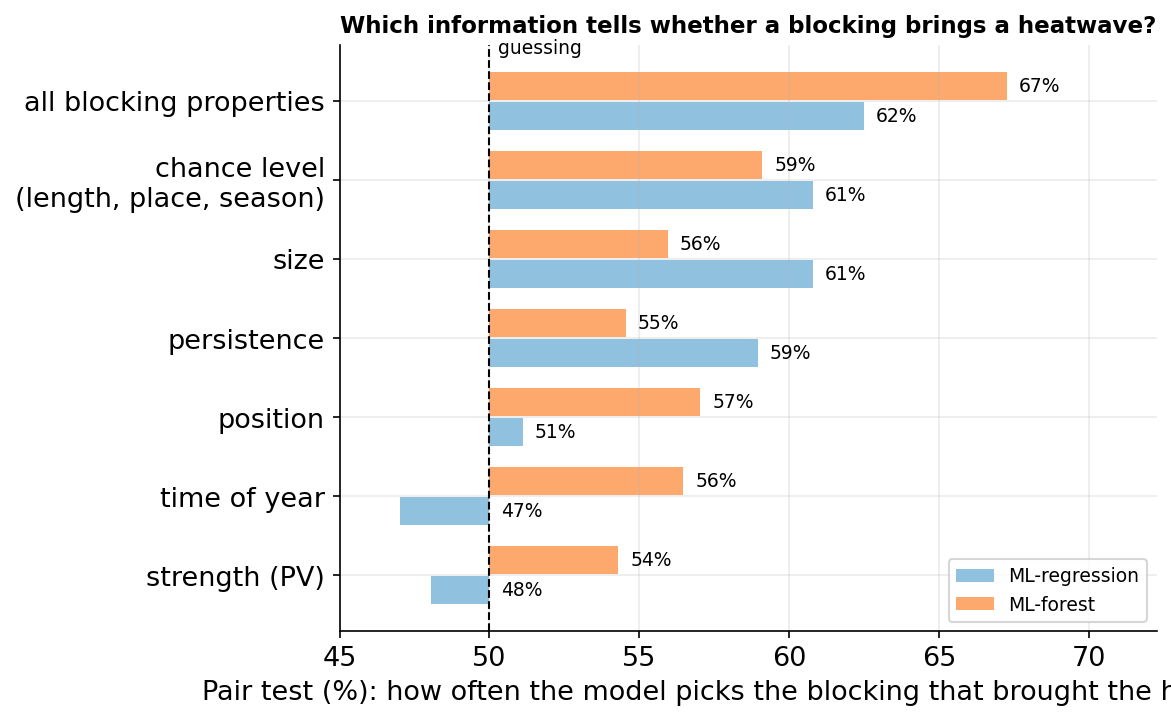 Which information tells whether a blocking brings a heatwave?
guessing
all blocking properties
67%
62%
chance level
(length, place, season)
59%
61%
size
56%
61%
persistence
55%
59%
position
57%
51%
time of year
56%
47%
strength (PV)
54%
48%
ML-regression
ML-forest
45 50 55 60 65 70
Pair test (%): how often the model picks the blocking that brought the